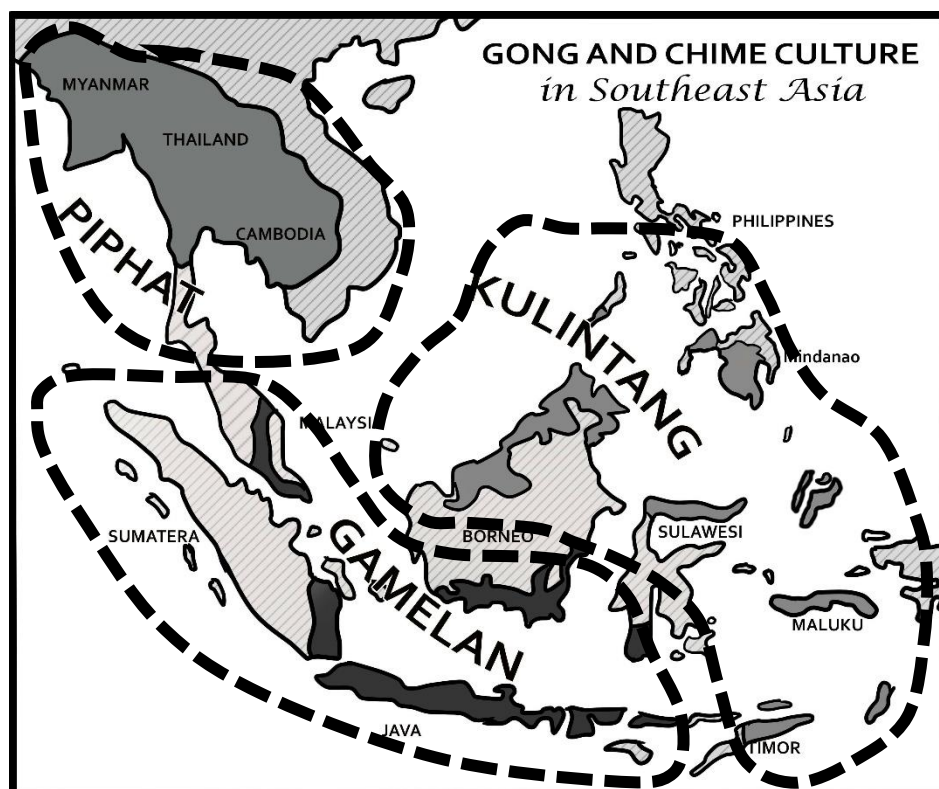 GONG AND CHIME CULTURE
in Southeast Asia
MYANMAR
THAILAND
CAMBODIA
PIPHAT
PHILIPPINES
KULINTANG
Mindanao
MALAYSI
SUMATERA
GAMELAN
BORNEO
SULAWESI
MALUKU
JAVA
TIMOR